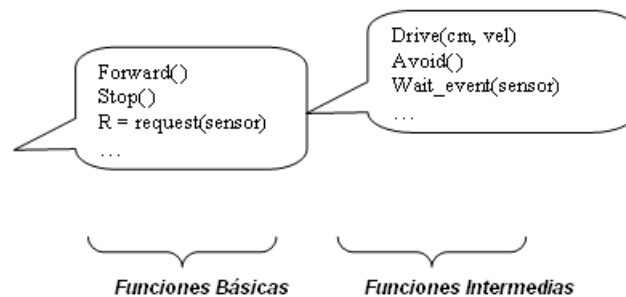 Forward()
Stop()
R = request(sensor)
...
Drive(cm, vel)
Avoid()
Wait_event(sensor)
...
Funciones Básicas
Funciones Intermedias